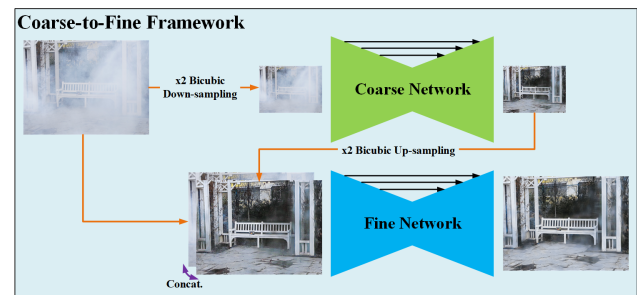 Coarse-to-Fine Framework
x2 Bicubic
Down-sampling
Coarse Network
x2 Bicubic Up-sampling
Fine Network
Concat.